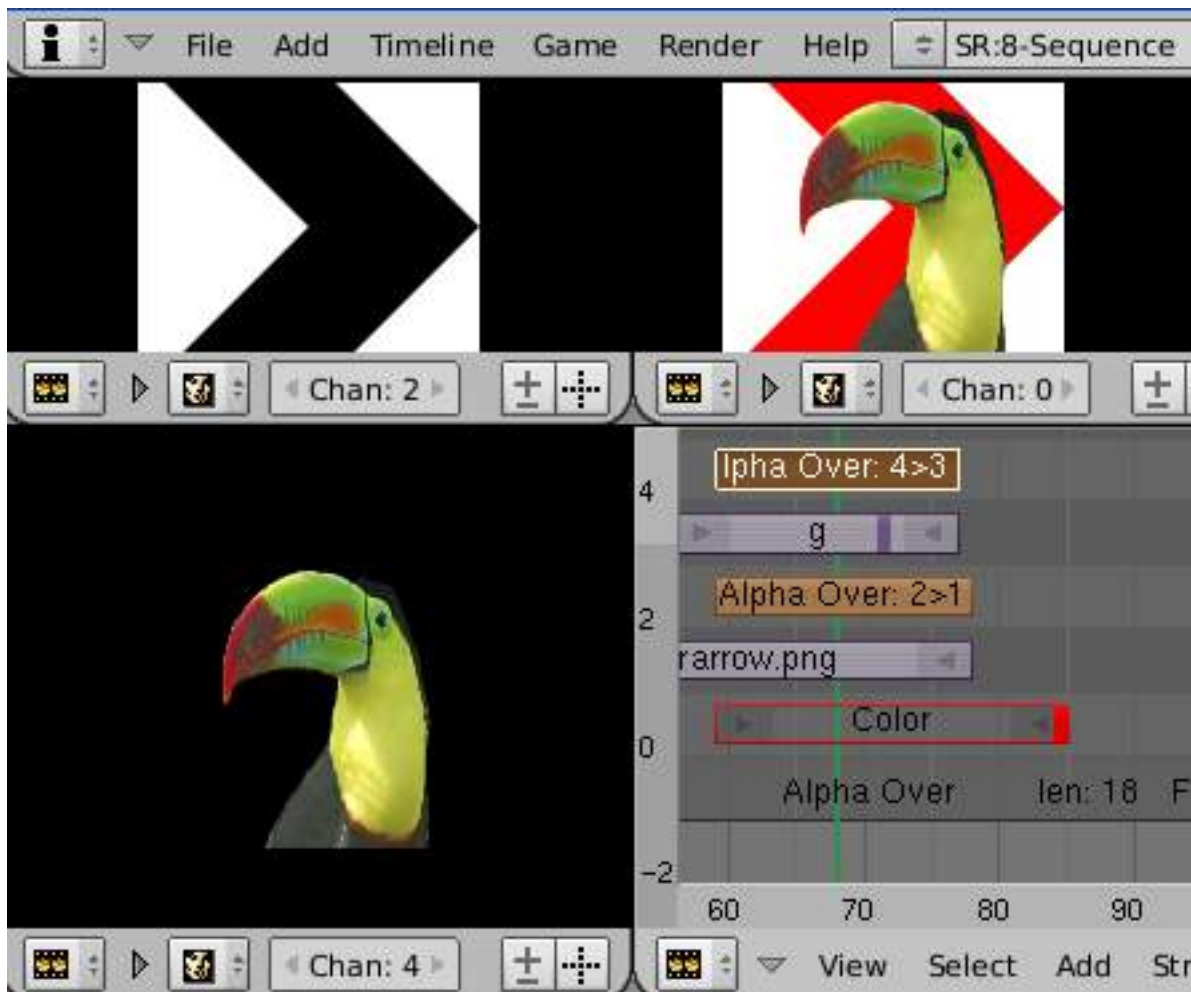 File Add Timeline Game Render Help SR:8-Sequence
Chan: 2
Chan: 0
4
lpha Over: 4>3
g
2
Alpha Over: 2>1
rarrow.png
Color
0
Alpha Over len: 18 F
-2
60 70 80 90
Chan: 4
View Select Add Str